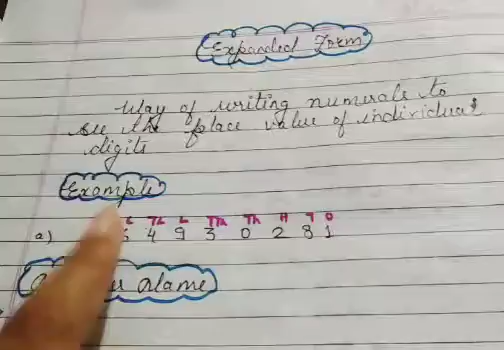 Expanded Form
Way of writing numerals to
see the place value of individual
digits
Example
C TL L TTh Th H T O
a) 4 9 3 0 2 8 1
Name